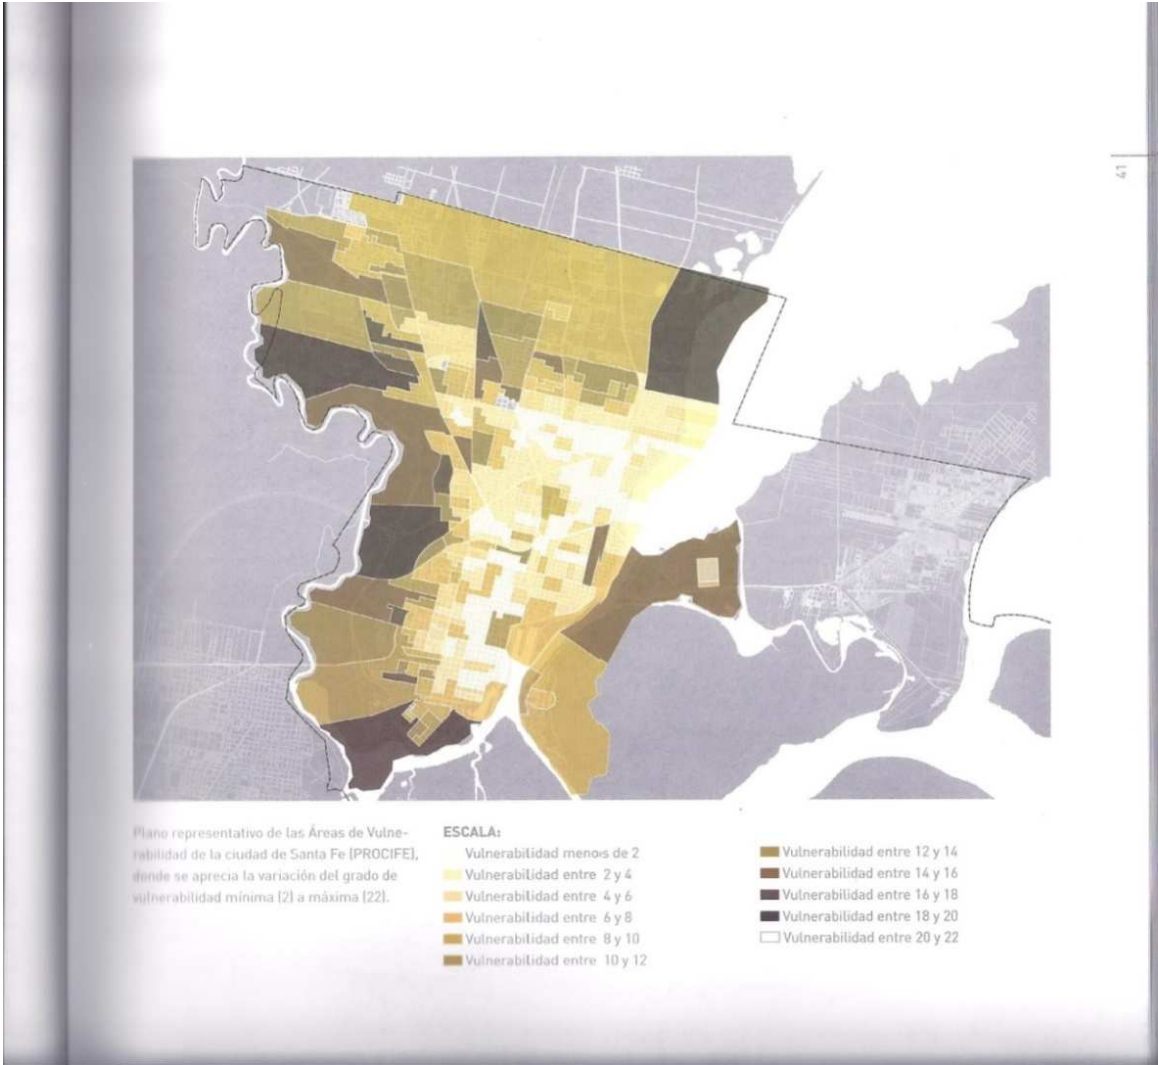 41
Plano representativo de las Áreas de Vulne-
rabilidad de la ciudad de Santa Fe (PROCIFE),
donde se aprecia la variación del grado de
vulnerabilidad mínima (2) a máxima (22).
ESCALA:
Vulnerabilidad menois de 2
Vulnerabilidad entre 2 y 4
Vulnerabilidad entre 4 y 6
Vulnerabilidad entre 6 y 8
Vulnerabilidad entre 8 y 10
Vulnerabilidad entre 10 y 12
Vulnerabilidad entre 12 y 14
Vulnerabilidad entre 14 y 16
Vulnerabilidad entre 16 y 18
Vulnerabilidad entre 18 y 20
Vulnerabilidad entre 20 y 22